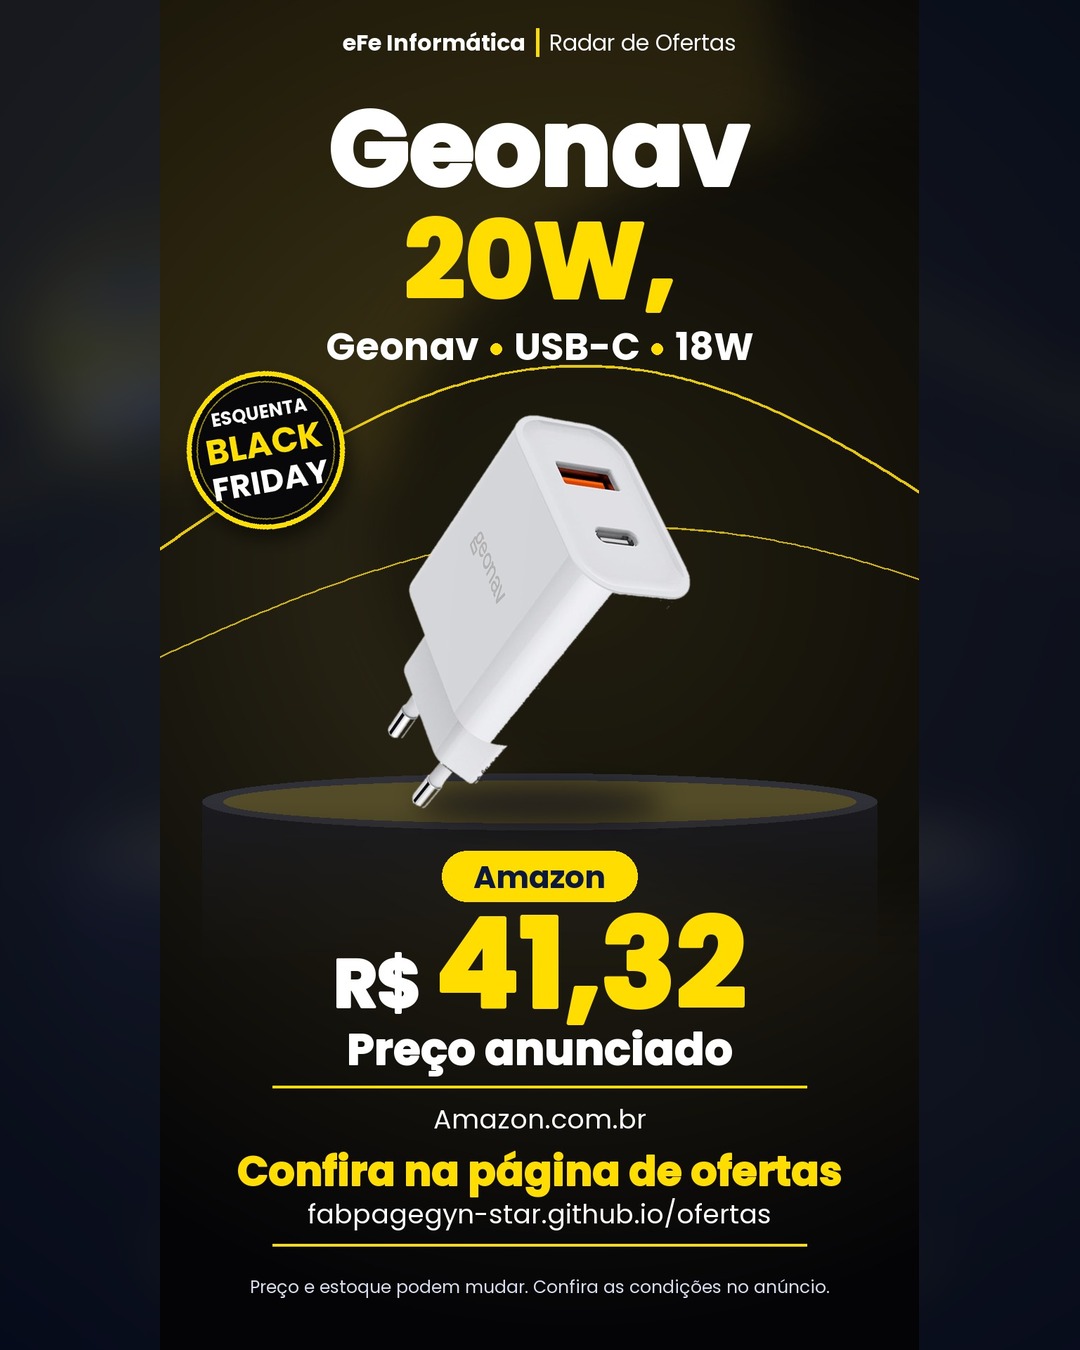 eFe Informática | Radar de Ofertas
Geonav
20W,
Geonav • USB-C • 18W
ESQUENTA
BLACK
FRIDAY
geonav
Amazon
R$ 41,32
Preço anunciado
Amazon.com.br
Confira na página de ofertas
fabpagegyn-star.github.io/ofertas
Preço e estoque podem mudar. Confira as condições no anúncio.